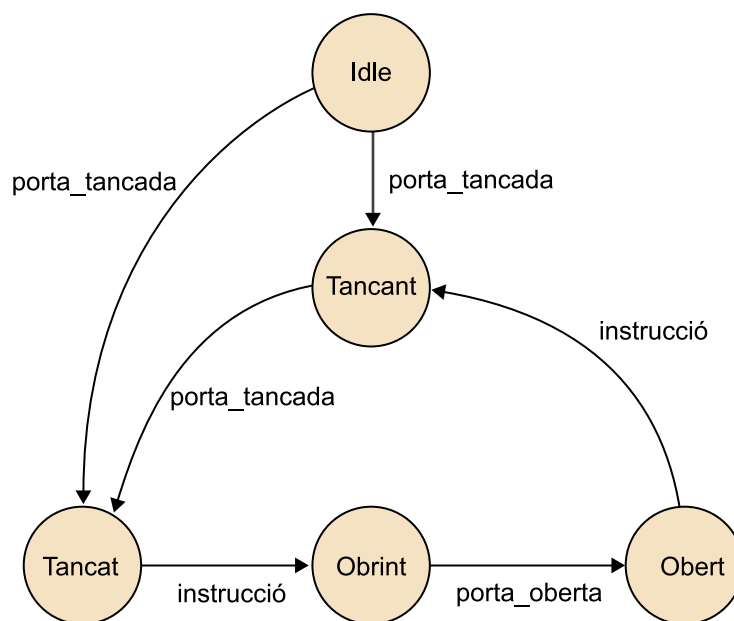 Idle
porta_tancada
porta_tancada
Tancant
instrucció
porta_tancada
Tancat
Obrint
Obert
instrucció
porta_oberta